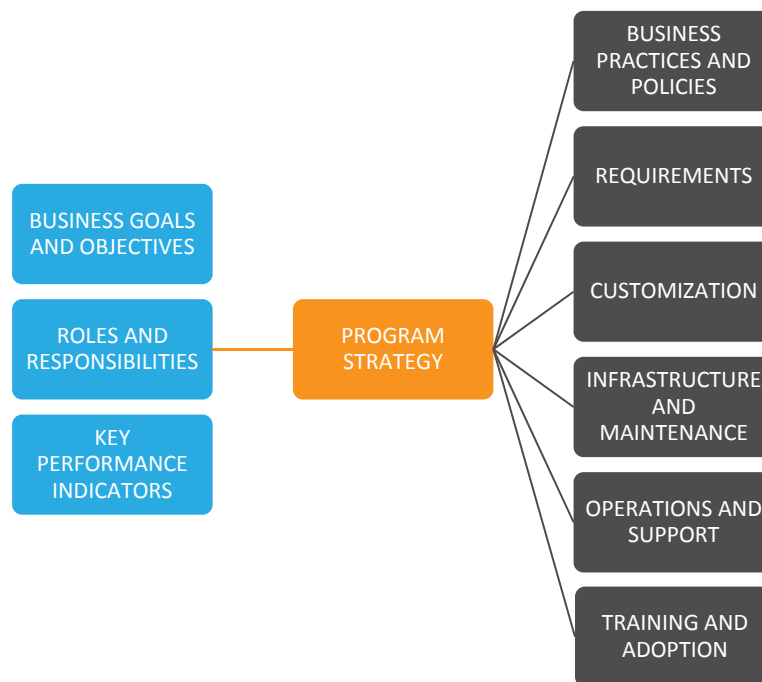 BUSINESS GOALS
AND OBJECTIVES
ROLES AND
RESPONSIBILITIES
KEY
PERFORMANCE
INDICATORS
PROGRAM
STRATEGY
BUSINESS
PRACTICES AND
POLICIES
REQUIREMENTS
CUSTOMIZATION
INFRASTRUCTURE
AND
MAINTENANCE
OPERATIONS AND
SUPPORT
TRAINING AND
ADOPTION